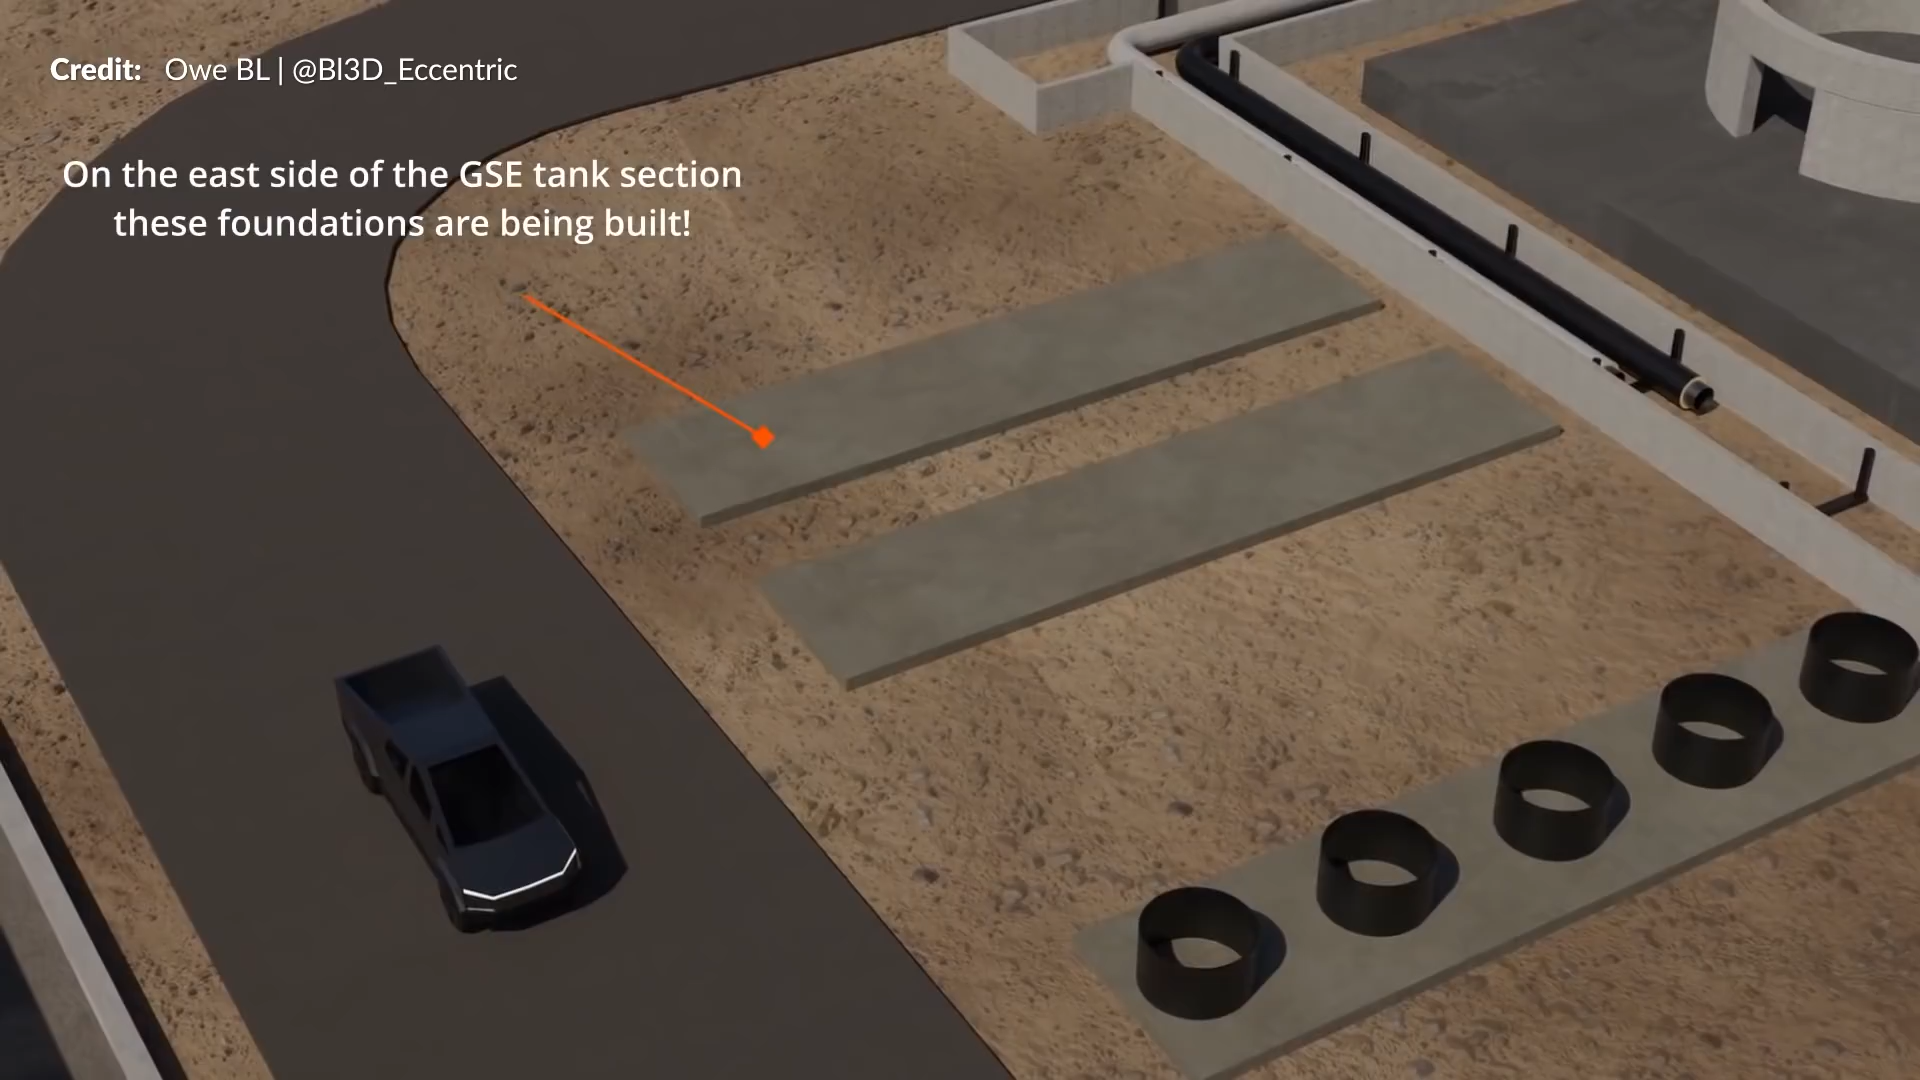 Credit: Owe BL | @Bl3D_Eccentric
On the east side of the GSE tank section
these foundations are being built!